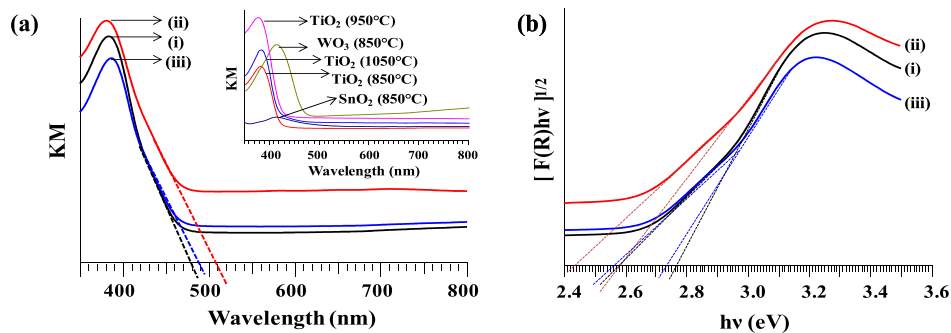 (a)
(ii)
(i)
(iii)
KM
400 500 600 700 800
Wavelength (nm)
TiO₂ (950°C)
WO₃ (850°C)
TiO₂ (1050°C)
TiO₂ (850°C)
SnO₂ (850°C)
KM
400 500 600 700 800
Wavelength (nm)
(b)
(ii)
(i)
(iii)
[ F(R)hν ]1/2
2.4 2.6 2.8 3.0 3.2 3.4 3.6
hν (eV)